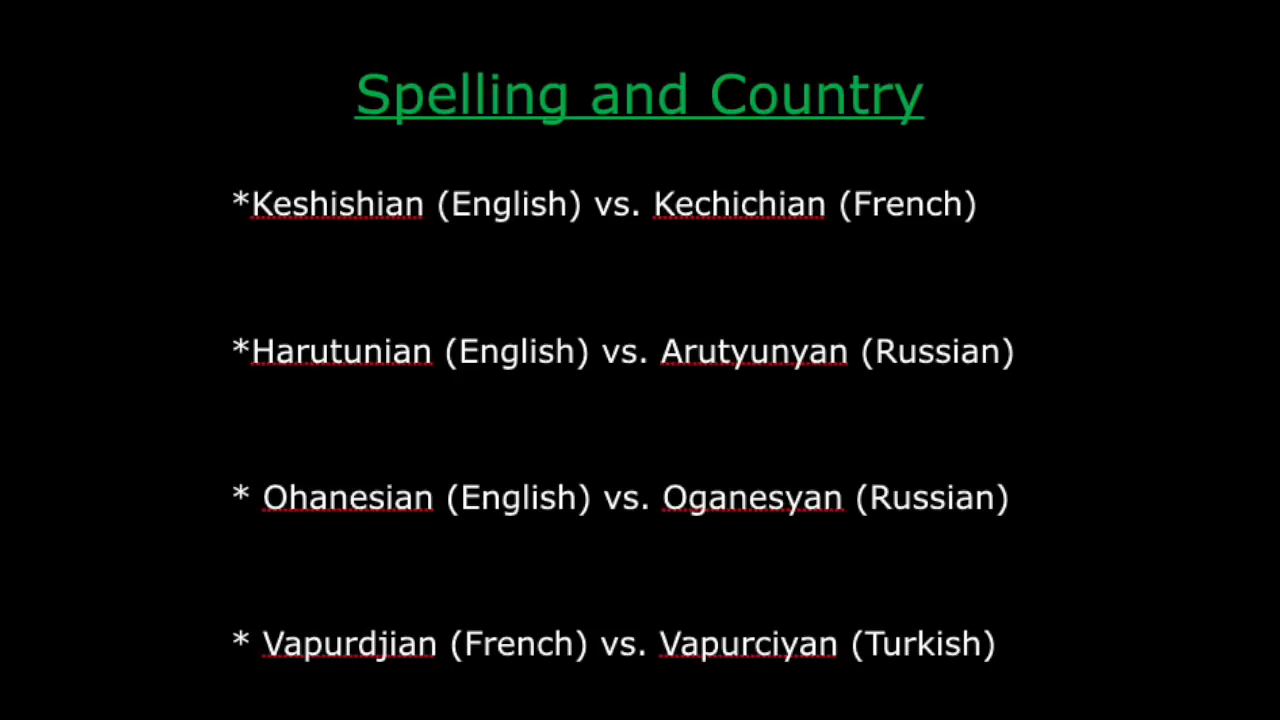 Spelling and Country
*Keshishian (English) vs. Kechichian (French)
*Harutunian (English) vs. Arutyunyan (Russian)
* Ohanesian (English) vs. Oganesyan (Russian)
* Vapurdjian (French) vs. Vapurciyan (Turkish)